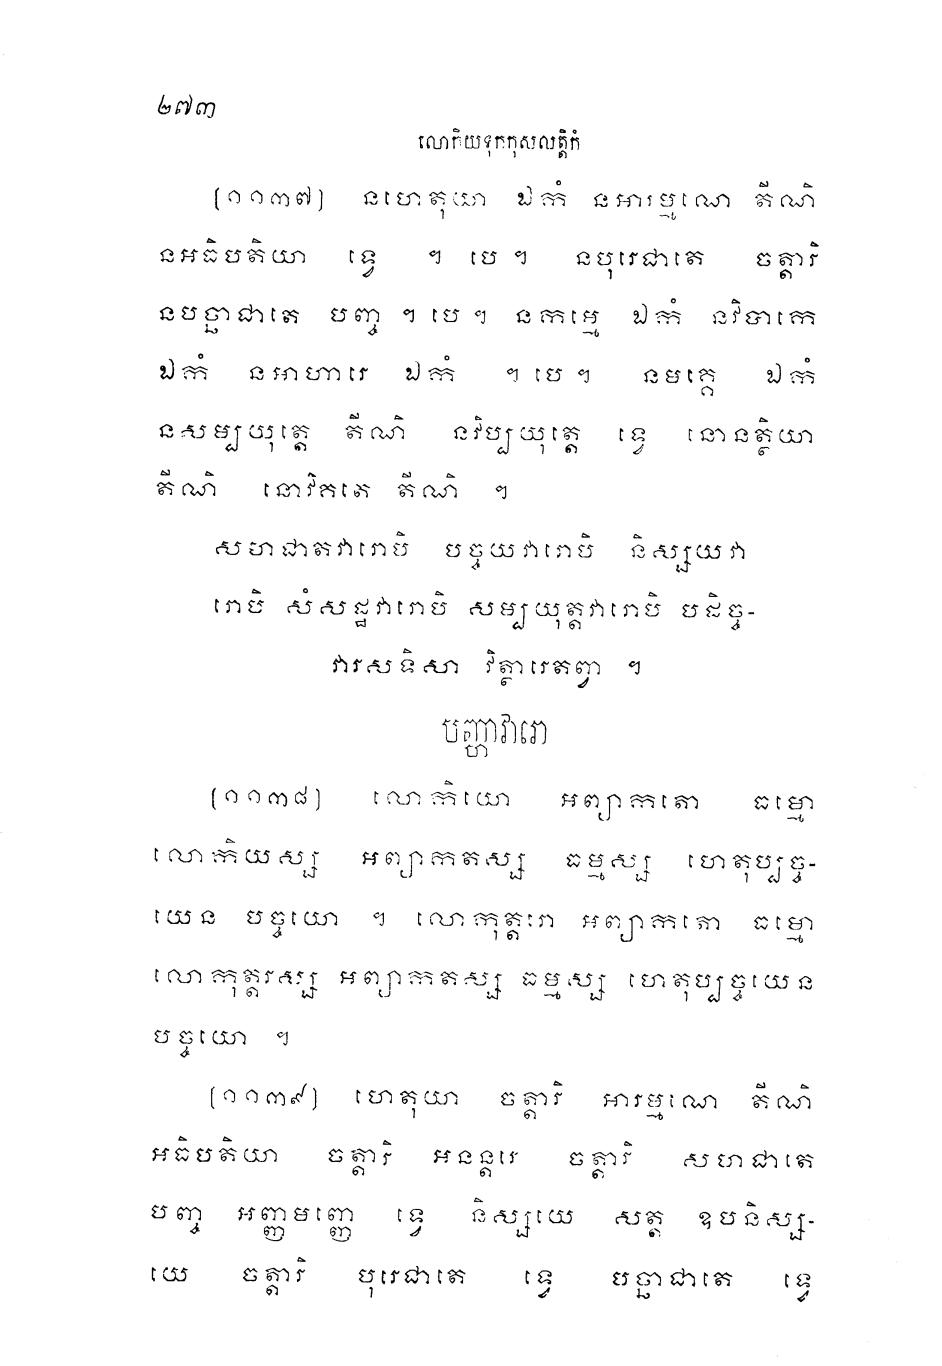 ២៧៣
លោកិយទុកកុសលត្តិកំ
(១១៣៧) នហេតុយា ឯកំ នអារម្មណេ តីណិ
នអធិបតិយា ទ្វេ ។ បេ ។ នបុរេជាតេ ចត្តារិ
នបច្ឆាជាតេ បញ្ច ។ បេ ។ នកម្មេ ឯកំ នវិបាកេ
ឯកំ នអាហារេ ឯកំ ។ បេ ។ នមគ្គេ ឯកំ
នសម្បយុត្តេ តីណិ នវិប្បយុត្តេ ទ្វេ នោនត្ថិយា
តីណិ នោវិគតេ តីណិ ។
សហជាតវារោបិ បច្ចយវារោបិ និស្សយវា
រោបិ សំសដ្ឋវារោបិ សម្បយុត្តវារោបិ បដិច្ច-
វារសទិសា វិត្ថារេតព្វា ។
បញ្ហាវារោ
(១១៣៨) លោកិយោ អព្យាកតោ ធម្មោ
លោកិយស្ស អព្យាកតស្ស ធម្មស្ស ហេតុប្បច្ច-
យេន បច្ចយោ ។ លោកុត្តរោ អព្យាកតោ ធម្មោ
លោកុត្តរស្ស អព្យាកតស្ស ធម្មស្ស ហេតុប្បច្ចយេន
បច្ចយោ ។
(១១៣៩) ហេតុយា ចត្តារិ អារម្មណេ តីណិ
អធិបតិយា ចត្តារិ អនន្តរេ ចត្តារិ សហជាតេ
បញ្ច អញ្ញមញ្ញេ ទ្វេ និស្សយេ សត្ត ឧបនិស្ស-
យេ ចត្តារិ បុរេជាតេ ទ្វេ បច្ឆាជាតេ ទ្វេ